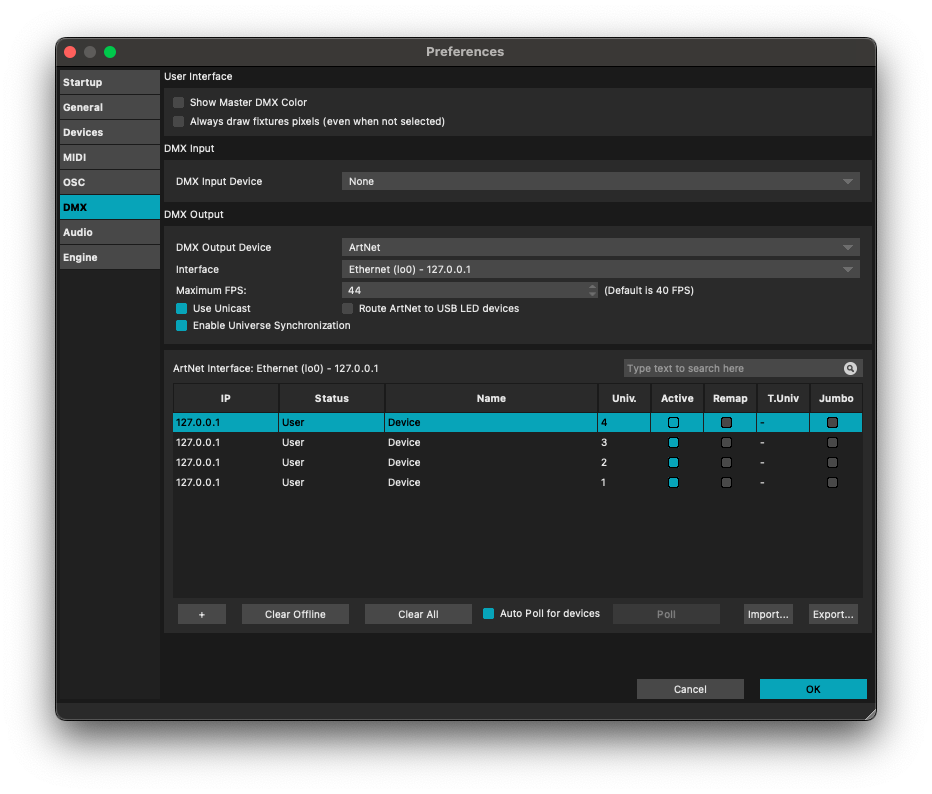 Preferences
Startup
General
Devices
MIDI
OSC
DMX
Audio
Engine
User Interface
Show Master DMX Color
Always draw fixtures pixels (even when not selected)
DMX Input
DMX Input Device None
DMX Output
DMX Output Device ArtNet
Interface Ethernet (lo0) - 127.0.0.1
Maximum FPS: 44 (Default is 40 FPS)
Use Unicast Route ArtNet to USB LED devices
Enable Universe Synchronization
ArtNet Interface: Ethernet (lo0) - 127.0.0.1 Type text to search here
IP Status Name Univ. Active Remap T.Univ Jumbo
127.0.0.1 User Device 4 -
127.0.0.1 User Device 3 -
127.0.0.1 User Device 2 -
127.0.0.1 User Device 1 -
+ Clear Offline Clear All Auto Poll for devices Poll Import... Export...
Cancel OK